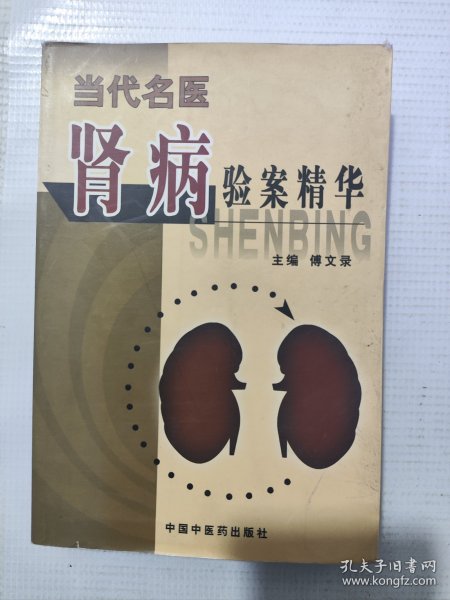 当代名医
肾病验案精华
SHENBING
主编 傅文录
中国中医药出版社
孔夫子旧书网
www.kongfz.com